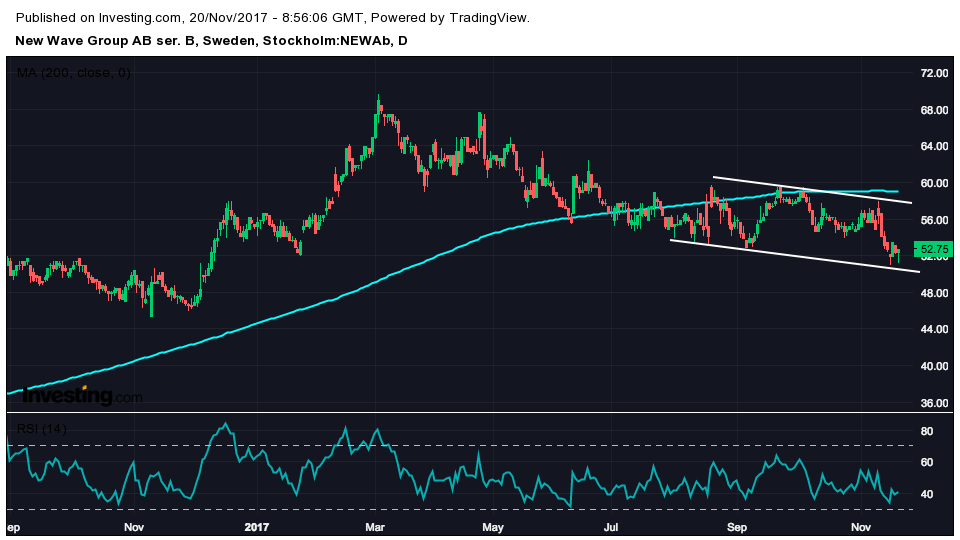 Published on Investing.com, 20/Nov/2017 - 8:56:06 GMT, Powered by TradingView.
New Wave Group AB ser. B, Sweden, Stockholm:NEWAb, D
MA (200, close, 0)
72.00
68.00
64.00
60.00
56.00
52.75
52.00
48.00
44.00
40.00
36.00
Investing.com
RSI (14)
80
60
40
ep Nov 2017 Mar May Jul Sep Nov